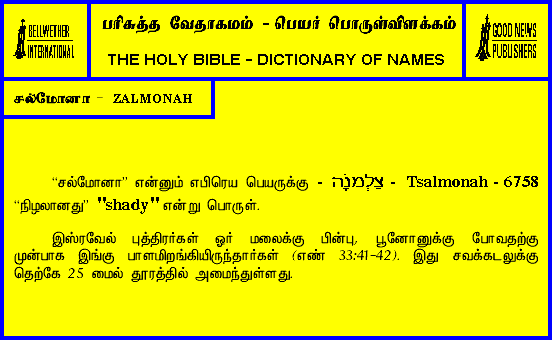 BELLWETHER
INTERNATIONAL
பரிசுத்த வேதாகமம் - பெயர் பொருள்விளக்கம்
THE HOLY BIBLE - DICTIONARY OF NAMES
GOOD NEWS
PUBLISHERS
சல்மோனா - ZALMONAH
“சல்மோனா” என்னும் எபிரெய பெயருக்கு - צַלְמֹנָה - Tsalmonah - 6758
“நிழலானது” "shady" என்று பொருள்.
இஸ்ரவேல் புத்திரர்கள் ஓர் மலைக்கு பின்பு, பூனோனுக்கு போவதற்கு
முன்பாக இங்கு பாளமிறங்கியிருந்தார்கள் (எண் 33:41-42). இது சவக்கடலுக்கு
தெற்கே 25 மைல் தூரத்தில் அமைந்துள்ளது.